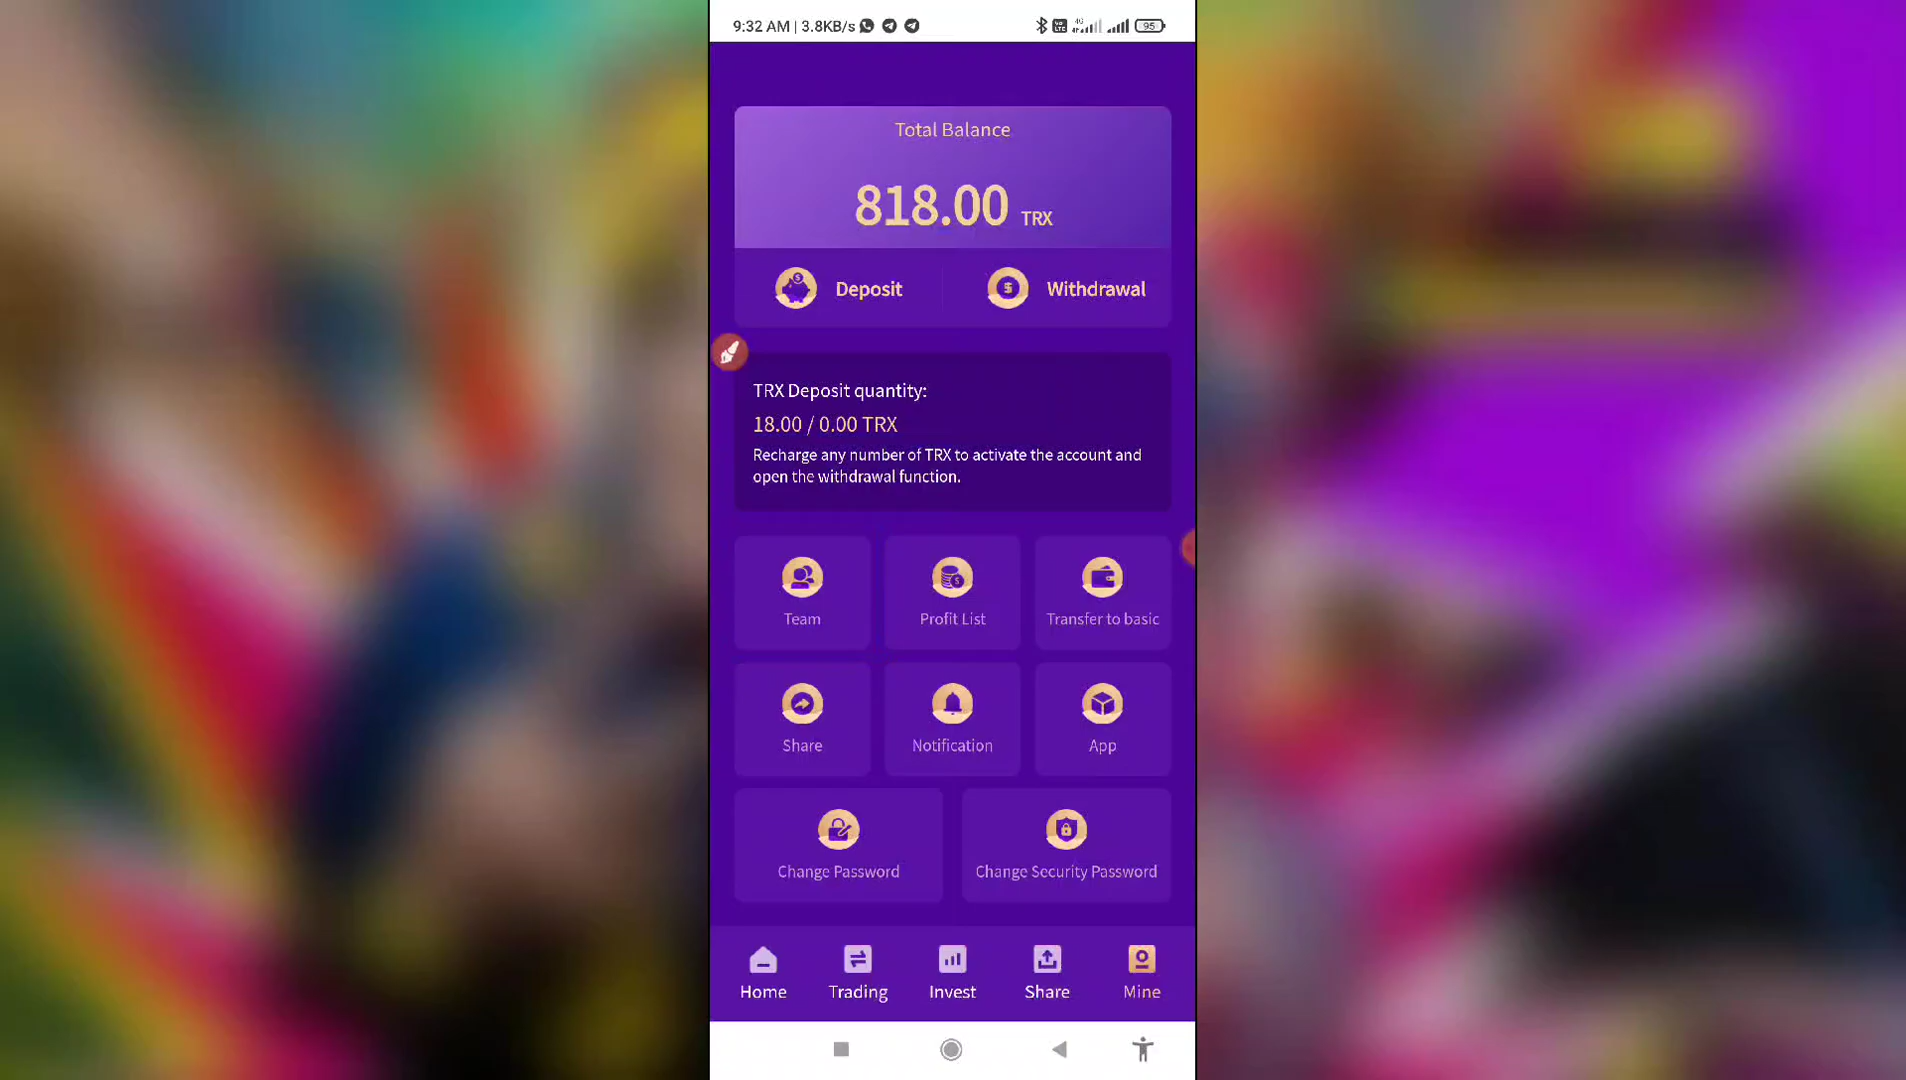 9:32 AM | 3.8KB/s
4G
95
Total Balance
818.00 TRX
Deposit
Withdrawal
TRX Deposit quantity:
18.00 / 0.00 TRX
Recharge any number of TRX to activate the account and
open the withdrawal function.
Team
Profit List
Transfer to basic
Share
Notification
App
Change Password
Change Security Password
Home
Trading
Invest
Share
Mine